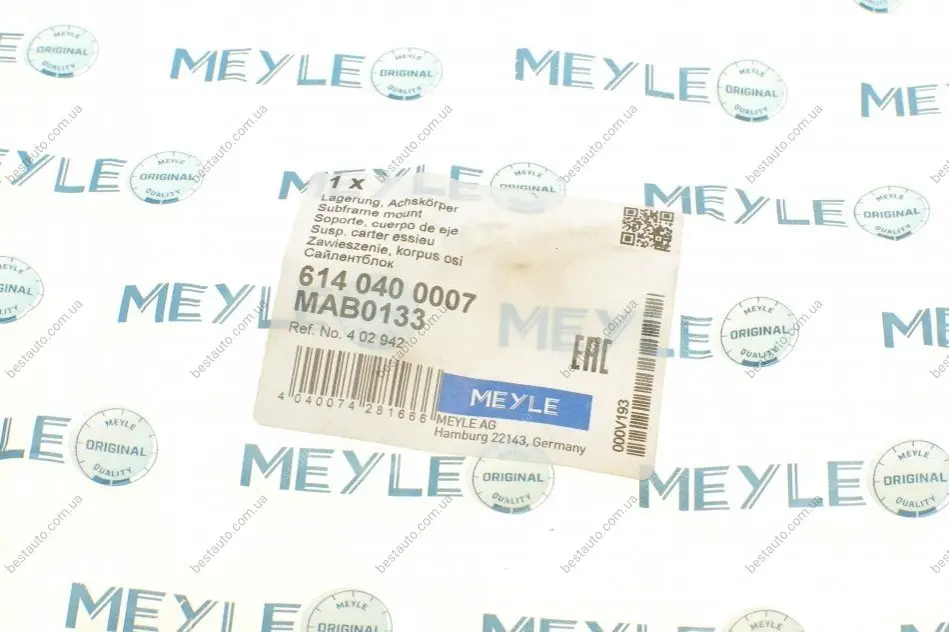 MEYLE ORIGINAL QUALITY
1 x
Lagerung, Achskörper
Subframe mount
Soporte, cuerpo de eje
Susp. carter essieu
Zawieszenie, korpus osi
Сайлентблок
614 040 0007
MAB0133
Ref. No. 4 02 942
4 040074 281666
EAC
MEYLE
MEYLE AG
Hamburg 22143, Germany
000V193
bestauto.com.ua